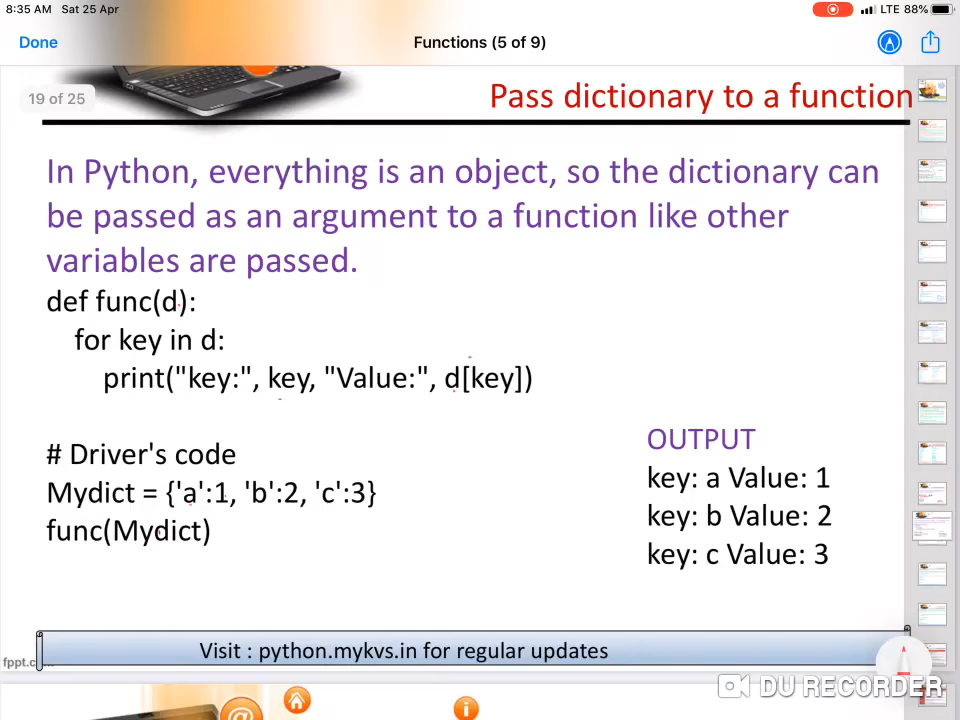 8:35 AM Sat 25 Apr
LTE 88%
Done
Functions (5 of 9)
19 of 25
Pass dictionary to a function
In Python, everything is an object, so the dictionary can
be passed as an argument to a function like other
variables are passed.
def func(d):
for key in d:
print("key:", key, "Value:", d[key])
# Driver's code
Mydict = {'a':1, 'b':2, 'c':3}
func(Mydict)
OUTPUT
key: a Value: 1
key: b Value: 2
key: c Value: 3
Visit : python.mykvs.in for regular updates
fppt.c
DU RECORDER